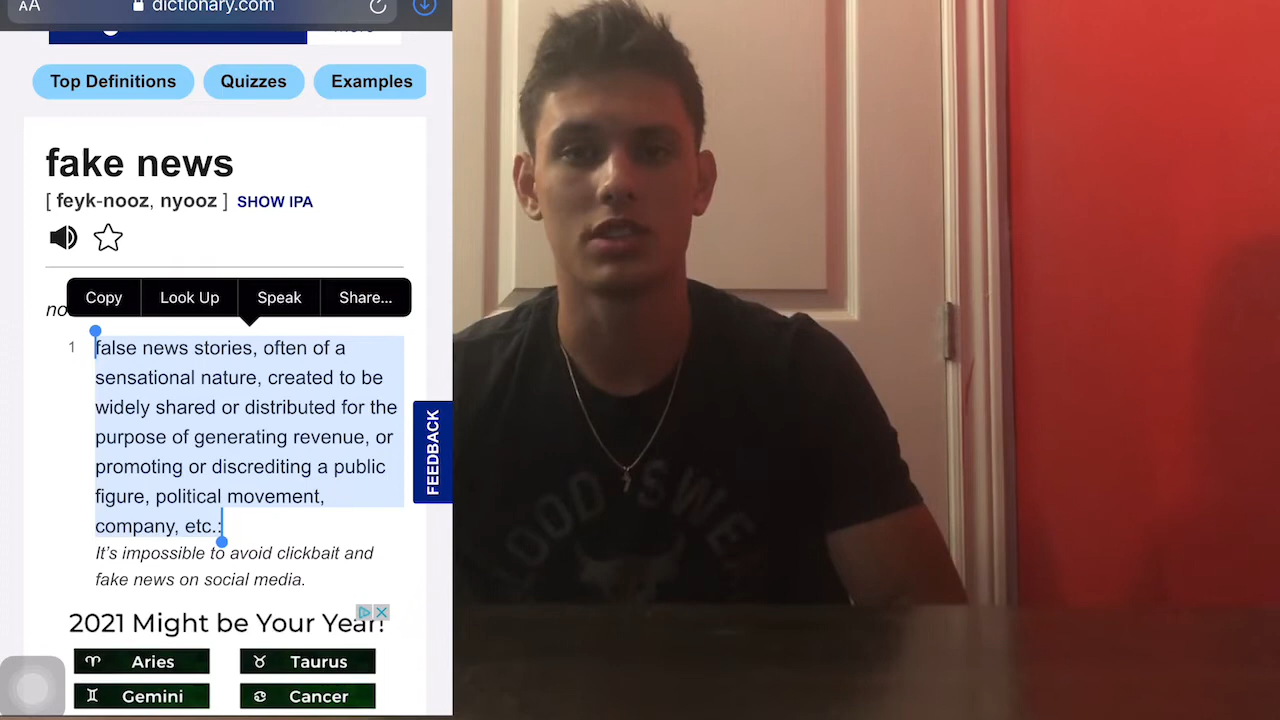 AA dictionary.com
Top Definitions Quizzes Examples
fake news
[ feyk-nooz, nyooz ] SHOW IPA
Copy Look Up Speak Share...
no
1 false news stories, often of a
sensational nature, created to be
widely shared or distributed for the
purpose of generating revenue, or
promoting or discrediting a public
figure, political movement,
company, etc.:
It's impossible to avoid clickbait and
fake news on social media.
FEEDBACK
2021 Might be Your Year!
Aries Taurus
Gemini Cancer
LOOD SWE